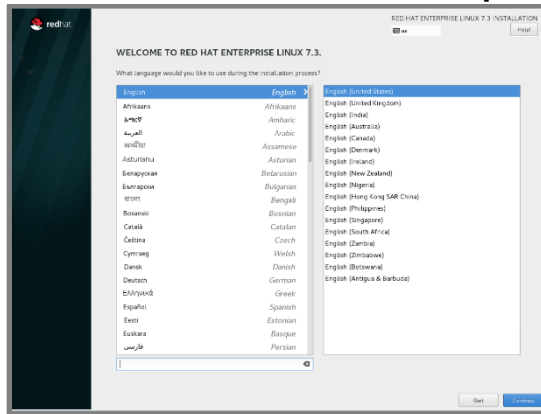 redhat
RED HAT ENTERPRISE LINUX 7.3 INSTALLATION
us
Help!
WELCOME TO RED HAT ENTERPRISE LINUX 7.3.
What language would you like to use during the installation process?
English English
Afrikaans Afrikaans
አማርኛ Amharic
العربية Arabic
অসমীয়া Assamese
Asturianu Asturian
Беларуская Belarusian
Български Bulgarian
বাংলা Bengali
Bosanski Bosnian
Català Catalan
Čeština Czech
Cymraeg Welsh
Dansk Danish
Deutsch German
Ελληνικά Greek
Español Spanish
Eesti Estonian
Euskara Basque
فارسی Persian
English (United States)
English (United Kingdom)
English (India)
English (Australia)
English (Canada)
English (Denmark)
English (Ireland)
English (New Zealand)
English (Nigeria)
English (Hong Kong SAR China)
English (Philippines)
English (Singapore)
English (South Africa)
English (Zambia)
English (Zimbabwe)
English (Botswana)
English (Antigua & Barbuda)
Quit
Continue